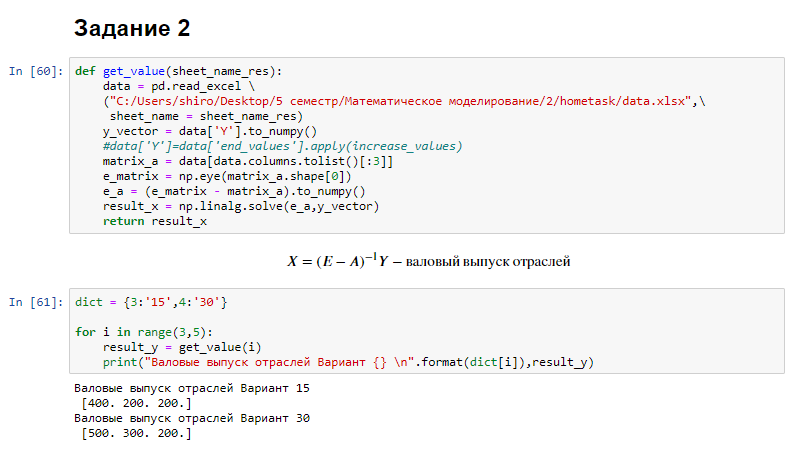 Задание 2
In [60]: def get_value(sheet_name_res):
    data = pd.read_excel \
    ("C:/Users/shiro/Desktop/5 семестр/Математическое моделирование/2/hometask/data.xlsx",\
     sheet_name = sheet_name_res)
    y_vector = data['Y'].to_numpy()
    #data['Y']=data['end_values'].apply(increase_values)
    matrix_a = data[data.columns.tolist()[:3]]
    e_matrix = np.eye(matrix_a.shape[0])
    e_a = (e_matrix - matrix_a).to_numpy()
    result_x = np.linalg.solve(e_a,y_vector)
    return result_x
X = (E − A)⁻¹Y − валовый выпуск отраслей
In [61]: dict = {3:'15',4:'30'}
for i in range(3,5):
    result_y = get_value(i)
    print("Валовые выпуск отраслей Вариант {} \n".format(dict[i]),result_y)
Валовые выпуск отраслей Вариант 15
 [400. 200. 200.]
Валовые выпуск отраслей Вариант 30
 [500. 300. 200.]